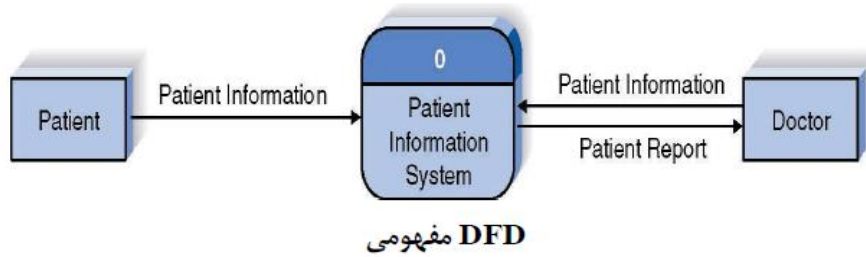 0
Patient
Patient Information
Patient
Information
System
Patient Information
Patient Report
Doctor
DFD مفهومی